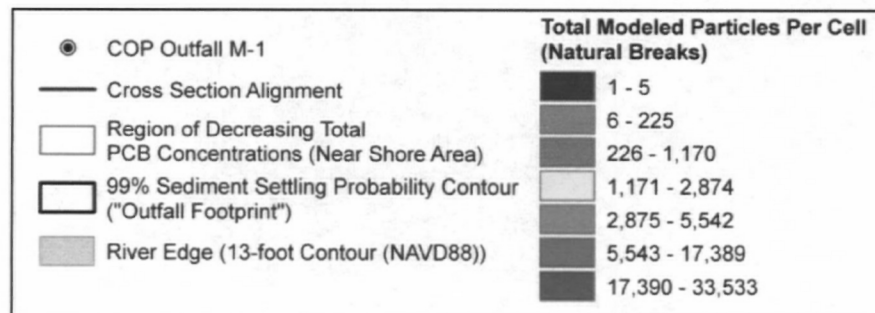 COP Outfall M-1
Cross Section Alignment
Region of Decreasing Total
PCB Concentrations (Near Shore Area)
99% Sediment Settling Probability Contour
("Outfall Footprint")
River Edge (13-foot Contour (NAVD88))
Total Modeled Particles Per Cell
(Natural Breaks)
1 - 5
6 - 225
226 - 1,170
1,171 - 2,874
2,875 - 5,542
5,543 - 17,389
17,390 - 33,533